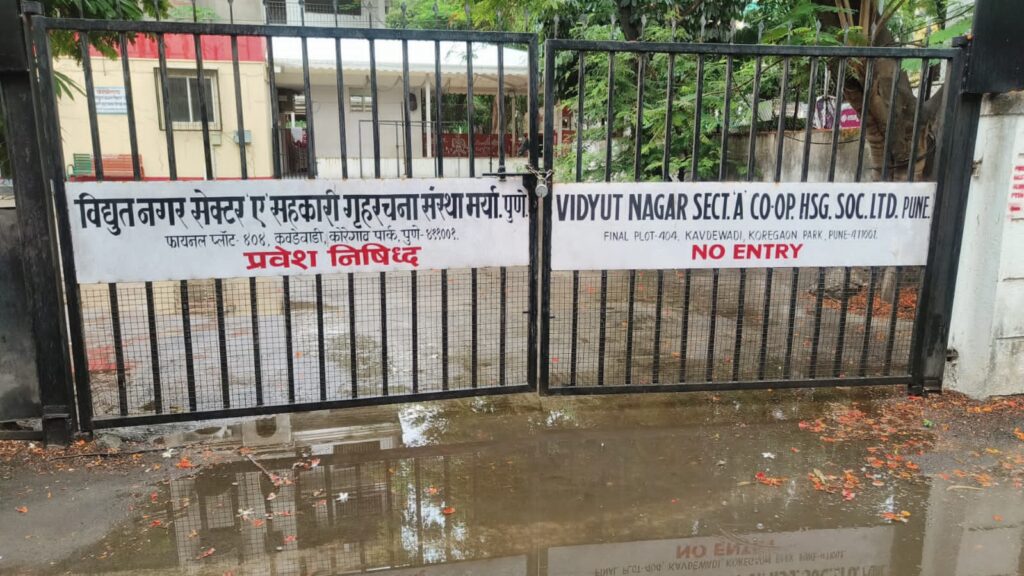 विद्युत नगर सेक्टर 'ए' सहकारी गृहरचना संस्था मर्या. पुणे.
फायनल प्लॉट- ४०४, कवडेवाडी, कोरेगाव पार्क, पुणे-४११००१.
प्रवेश निषिध्द
VIDYUT NAGAR SECT. 'A' CO-OP. HSG. SOC. LTD. PUNE.
FINAL PLOT-404, KAVDEWADI, KOREGAON PARK, PUNE-411001.
NO ENTRY